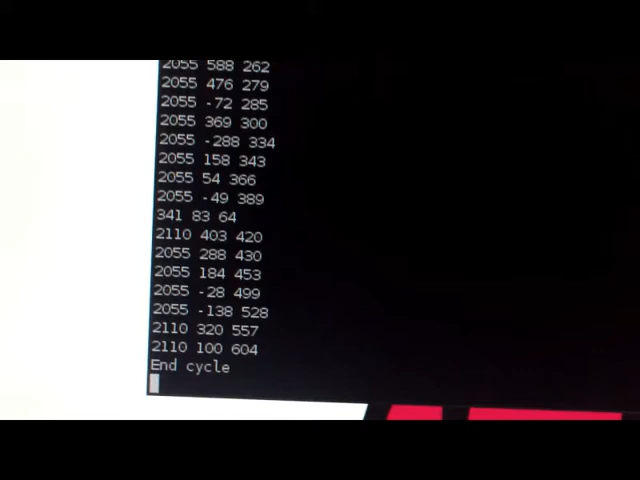 2055 588 262
2055 476 279
2055 -72 285
2055 369 300
2055 -288 334
2055 158 343
2055 54 366
2055 -49 389
341 83 64
2110 403 420
2055 288 430
2055 184 453
2055 -28 499
2055 -138 528
2110 320 557
2110 100 604
End cycle